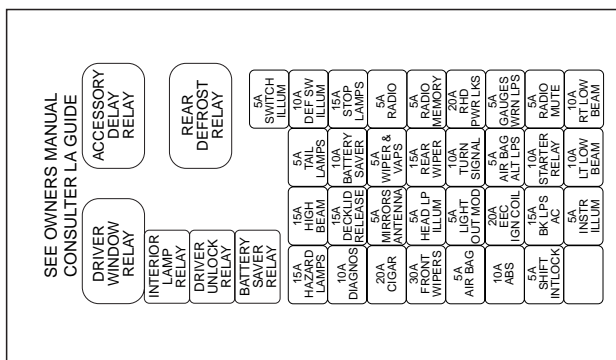 SEE OWNERS MANUAL
CONSULTER LA GUIDE
ACCESSORY
DELAY
RELAY
REAR
DEFROST
RELAY
DRIVER
WINDOW
RELAY
INTERIOR
LAMP
RELAY
DRIVER
UNLOCK
RELAY
BATTERY
SAVER
RELAY
5A
SWITCH
ILLUM
10A
DEF SW
ILLUM
15A
STOP
LAMPS
5A
RADIO
5A
RADIO
MEMORY
20A
RHD
PWR LKS
5A
GAUGES
WRN LPS
5A
RADIO
MUTE
10A
RT LOW
BEAM
5A
TAIL
LAMPS
10A
BATTERY
SAVER
5A
WIPER &
VAPS
15A
REAR
WIPER
10A
TURN
SIGNAL
5A
AIR BAG
ALT LPS
10A
STARTER
RELAY
10A
LT LOW
BEAM
15A
HIGH
BEAM
15A
DECKLID
RELEASE
5A
MIRRORS
ANTENNA
5A
HEAD LP
ILLUM
5A
LIGHT
OUT MOD
20A
EEC
IGN COIL
15A
BK LPS
AC
5A
INSTR
ILLUM
15A
HAZARD
LAMPS
10A
DIAGNOS
20A
CIGAR
30A
FRONT
WIPERS
5A
AIR BAG
10A
ABS
5A
SHIFT
INTLOCK